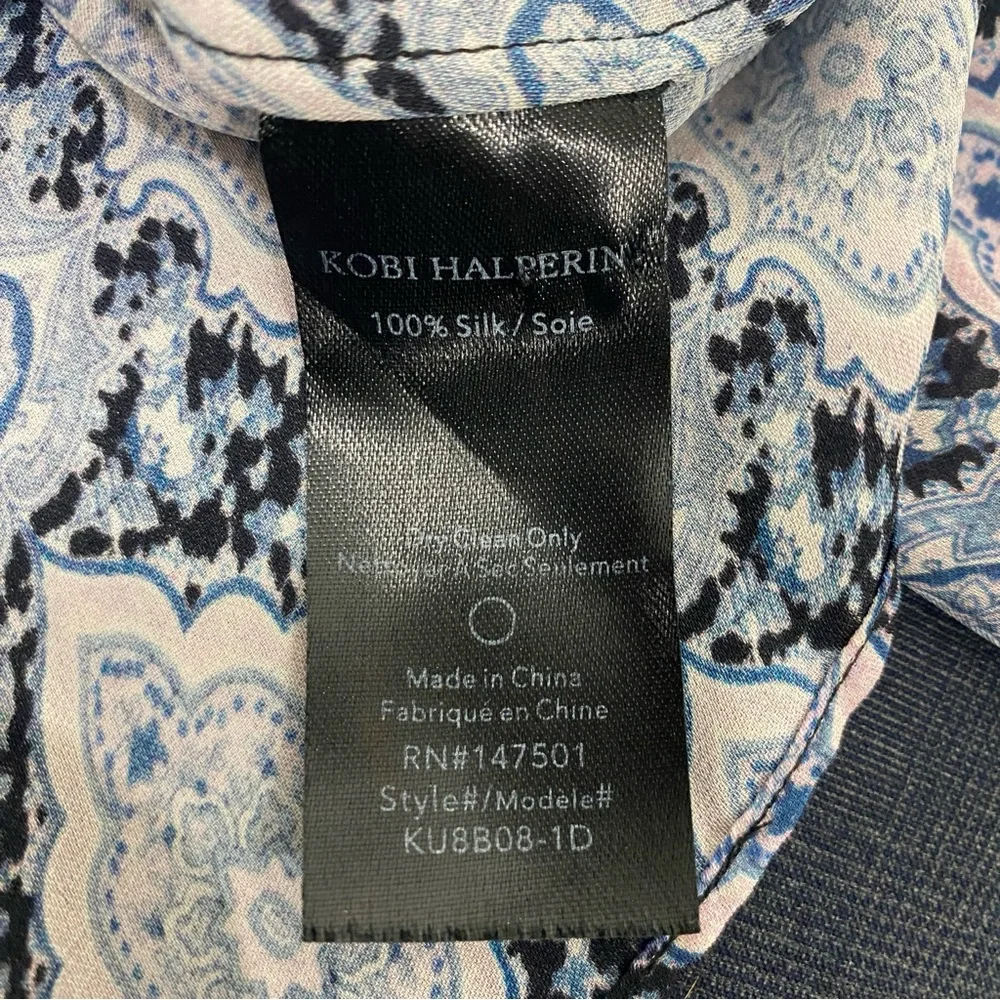 KOBI HALPERIN
100% Silk/Soie
Dry Clean Only
Nettoyer À Sec Seulement
Made in China
Fabriqué en Chine
RN#147501
Style#/Modèle#
KU8B08-1D